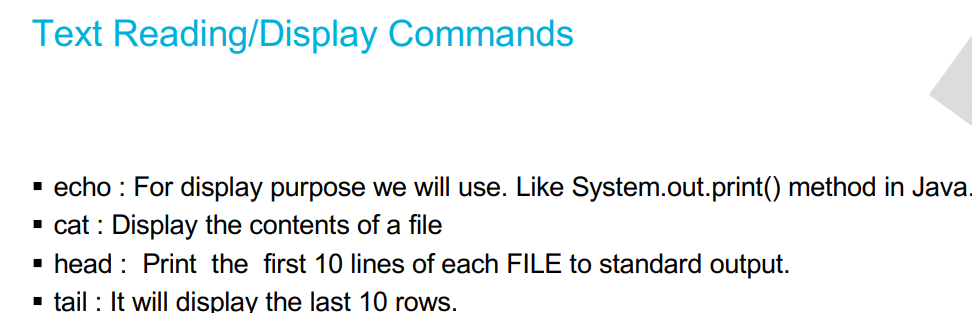 Text Reading/Display Commands
▪ echo : For display purpose we will use. Like System.out.print() method in Java.
▪ cat : Display the contents of a file
▪ head : Print the first 10 lines of each FILE to standard output.
▪ tail : It will display the last 10 rows.